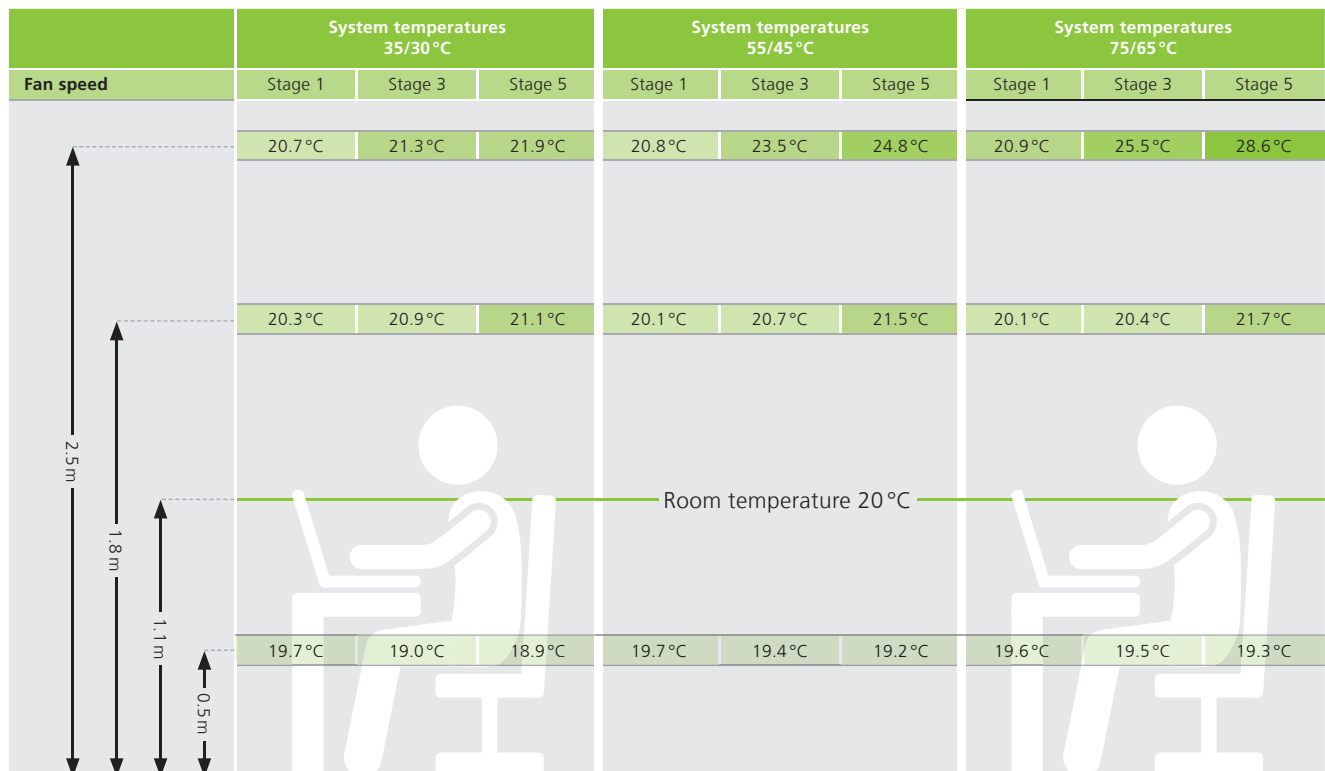 System temperatures
35/30 °C
System temperatures
55/45 °C
System temperatures
75/65 °C
Fan speed Stage 1 Stage 3 Stage 5 Stage 1 Stage 3 Stage 5 Stage 1 Stage 3 Stage 5
20.7 °C 21.3 °C 21.9 °C 20.8 °C 23.5 °C 24.8 °C 20.9 °C 25.5 °C 28.6 °C
20.3 °C 20.9 °C 21.1 °C 20.1 °C 20.7 °C 21.5 °C 20.1 °C 20.4 °C 21.7 °C
2.5 m
Room temperature 20 °C
1.8 m
1.1 m
19.7 °C 19.0 °C 18.9 °C 19.7 °C 19.4 °C 19.2 °C 19.6 °C 19.5 °C 19.3 °C
0.5 m